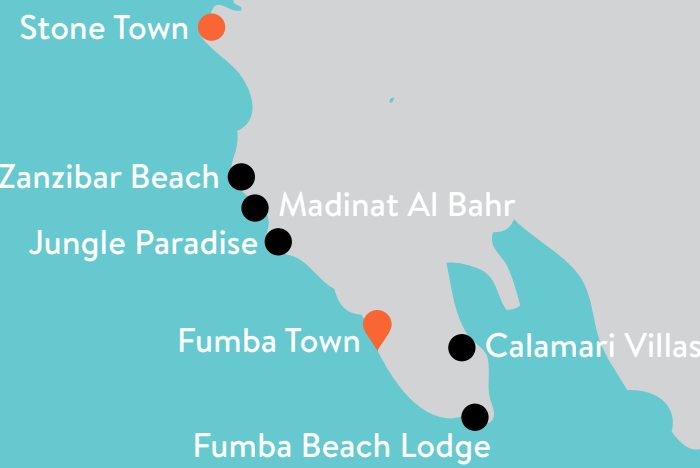 Stone Town
Zanzibar Beach
Madinat Al Bahr
Jungle Paradise
Fumba Town
Calamari Villas
Fumba Beach Lodge